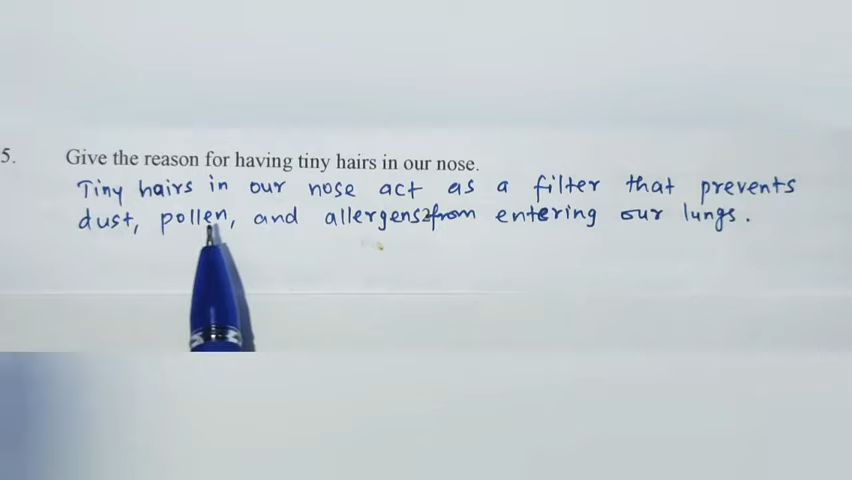 5. Give the reason for having tiny hairs in our nose.
Tiny hairs in our nose act as a filter that prevents
dust, pollen, and allergens from entering our lungs.